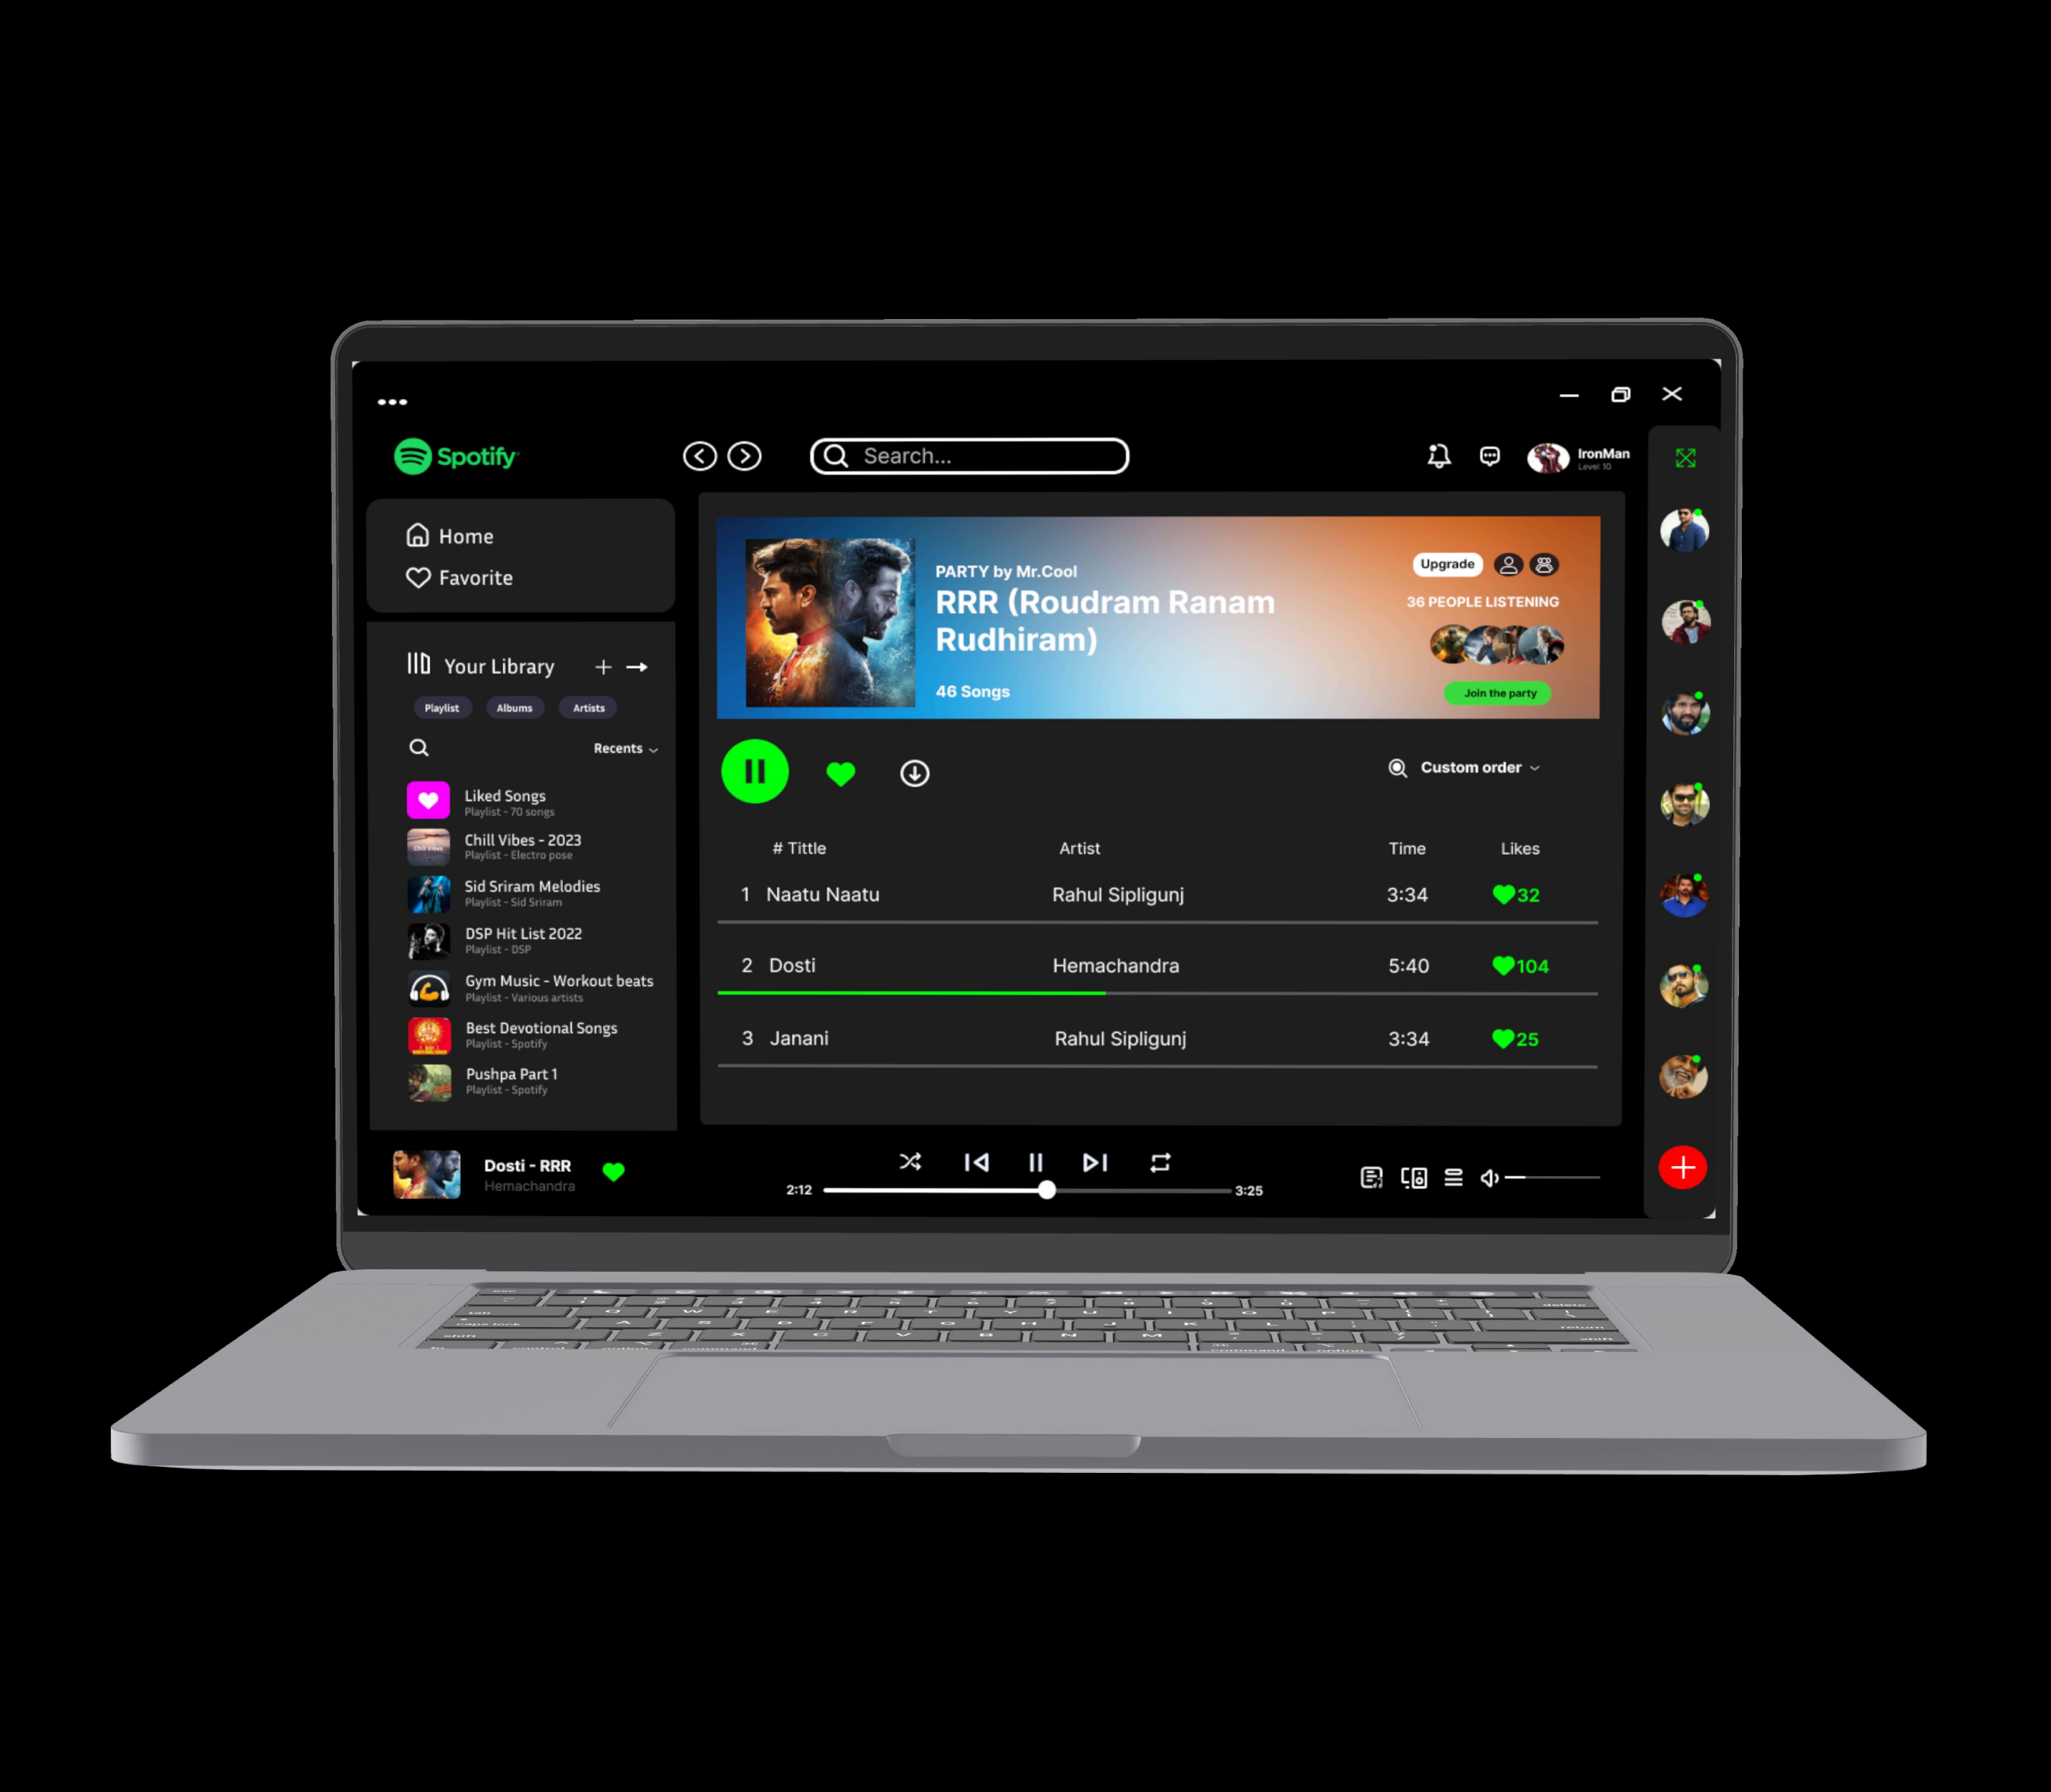 Spotify
Search...
IronMan
Level 10
Home
Favorite
Your Library
Playlist Albums Artists
Recents
Liked Songs
Playlist - 70 songs
Chill Vibes - 2023
Playlist - Electro pose
Sid Sriram Melodies
Playlist - Sid Sriram
DSP Hit List 2022
Playlist - DSP
Gym Music - Workout beats
Playlist - Various artists
Best Devotional Songs
Playlist - Spotify
Pushpa Part 1
Playlist - Spotify
PARTY by Mr.Cool
RRR (Roudram Ranam
Rudhiram)
46 Songs
Upgrade
36 PEOPLE LISTENING
Join the party
Custom order
# Tittle Artist Time Likes
1 Naatu Naatu Rahul Sipligunj 3:34 32
2 Dosti Hemachandra 5:40 104
3 Janani Rahul Sipligunj 3:34 25
Dosti - RRR
Hemachandra
2:12 3:25